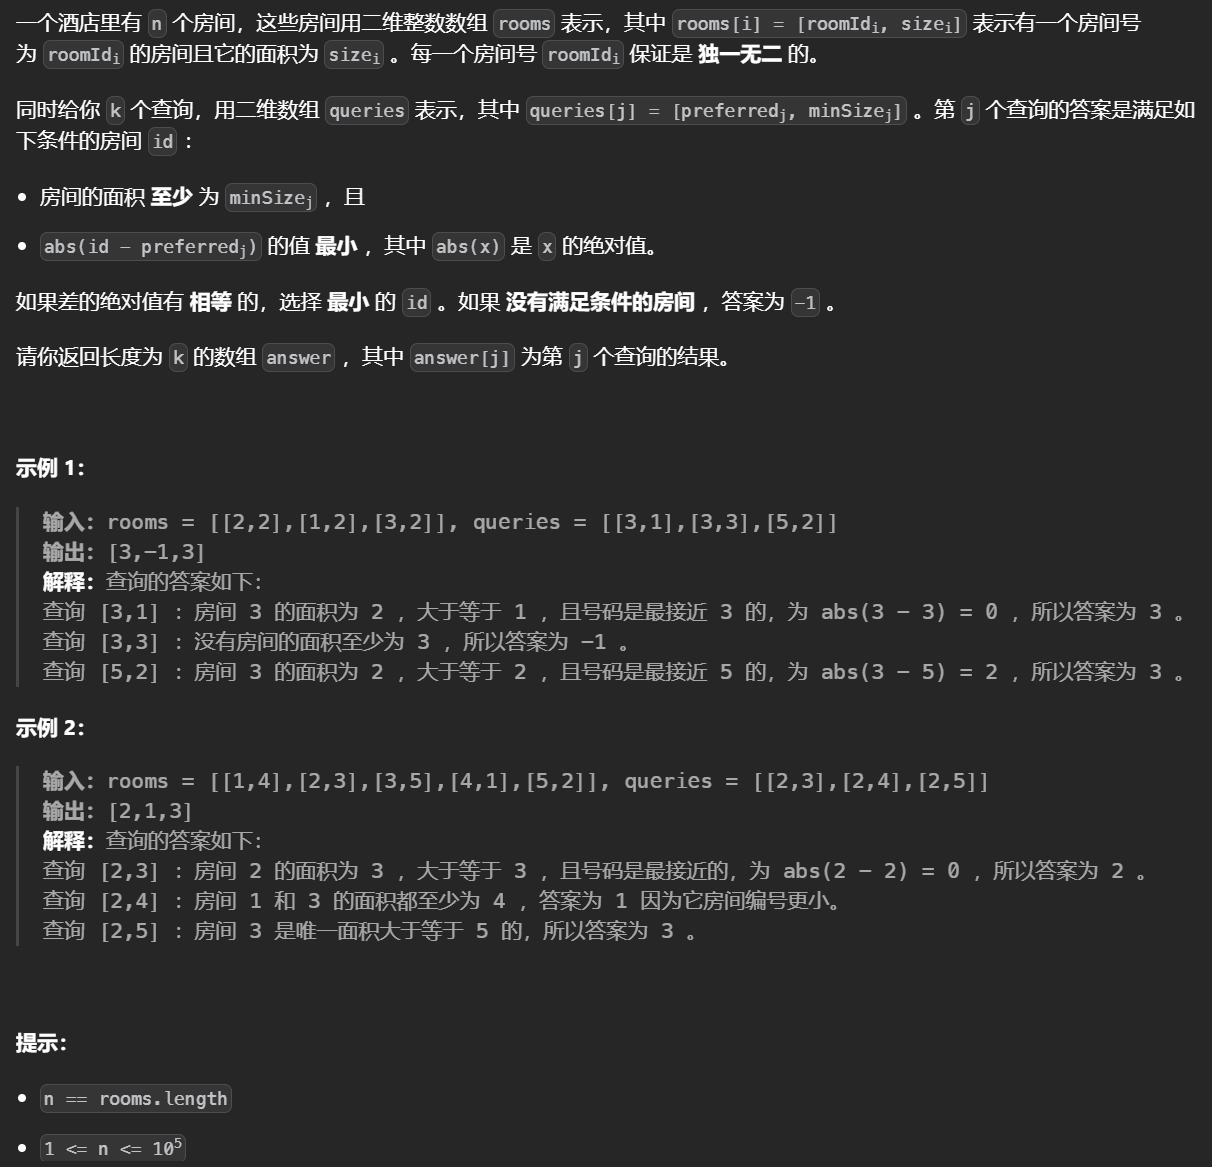 一个酒店里有 n 个房间，这些房间用二维整数数组 rooms 表示，其中 rooms[i] = [roomIdᵢ, sizeᵢ] 表示有一个房间号
为 roomIdᵢ 的房间且它的面积为 sizeᵢ 。每一个房间号 roomIdᵢ 保证是 独一无二 的。
同时给你 k 个查询，用二维数组 queries 表示，其中 queries[j] = [preferredⱼ, minSizeⱼ] 。第 j 个查询的答案是满足如
下条件的房间 id ：
• 房间的面积 至少 为 minSizeⱼ ，且
• abs(id - preferredⱼ) 的值 最小 ，其中 abs(x) 是 x 的绝对值。
如果差的绝对值有 相等 的，选择 最小 的 id 。如果 没有满足条件的房间 ，答案为 -1 。
请你返回长度为 k 的数组 answer ，其中 answer[j] 为第 j 个查询的结果。
示例 1：
输入：rooms = [[2,2],[1,2],[3,2]], queries = [[3,1],[3,3],[5,2]]
输出：[3,-1,3]
解释：查询的答案如下：
查询 [3,1] ：房间 3 的面积为 2 ，大于等于 1 ，且号码是最接近 3 的，为 abs(3 - 3) = 0 ，所以答案为 3 。
查询 [3,3] ：没有房间的面积至少为 3 ，所以答案为 -1 。
查询 [5,2] ：房间 3 的面积为 2 ，大于等于 2 ，且号码是最接近 5 的，为 abs(3 - 5) = 2 ，所以答案为 3 。
示例 2：
输入：rooms = [[1,4],[2,3],[3,5],[4,1],[5,2]], queries = [[2,3],[2,4],[2,5]]
输出：[2,1,3]
解释：查询的答案如下：
查询 [2,3] ：房间 2 的面积为 3 ，大于等于 3 ，且号码是最接近的，为 abs(2 - 2) = 0 ，所以答案为 2 。
查询 [2,4] ：房间 1 和 3 的面积都至少为 4 ，答案为 1 因为它房间编号更小。
查询 [2,5] ：房间 3 是唯一面积大于等于 5 的，所以答案为 3 。
提示：
• n == rooms.length
• 1 <= n <= 10⁵